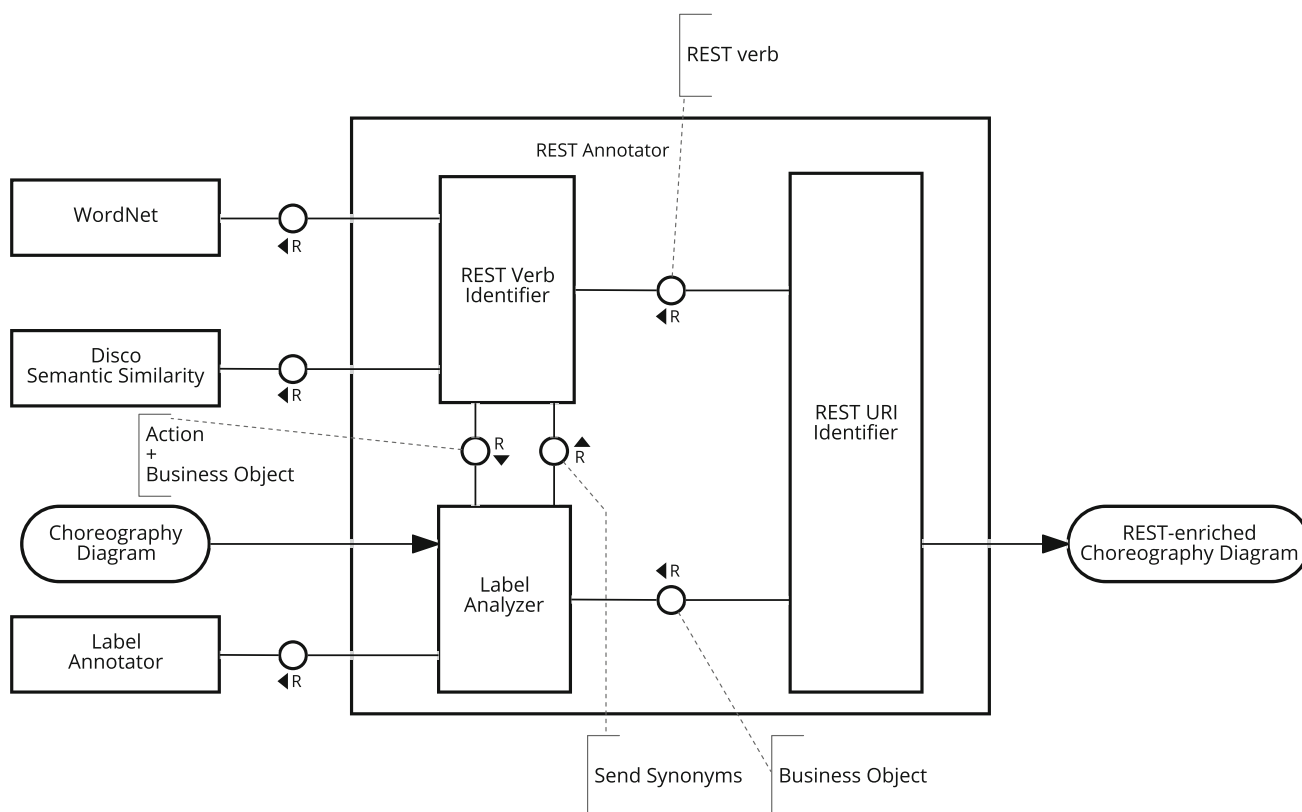 REST verb
REST Annotator
WordNet
R
REST Verb
Identifier
R
Disco
Semantic Similarity
R
REST URI
Identifier
Action
+
Business Object
R
R
Choreography
Diagram
REST-enriched
Choreography Diagram
Label
Analyzer
R
Label
Annotator
R
Send Synonyms
Business Object